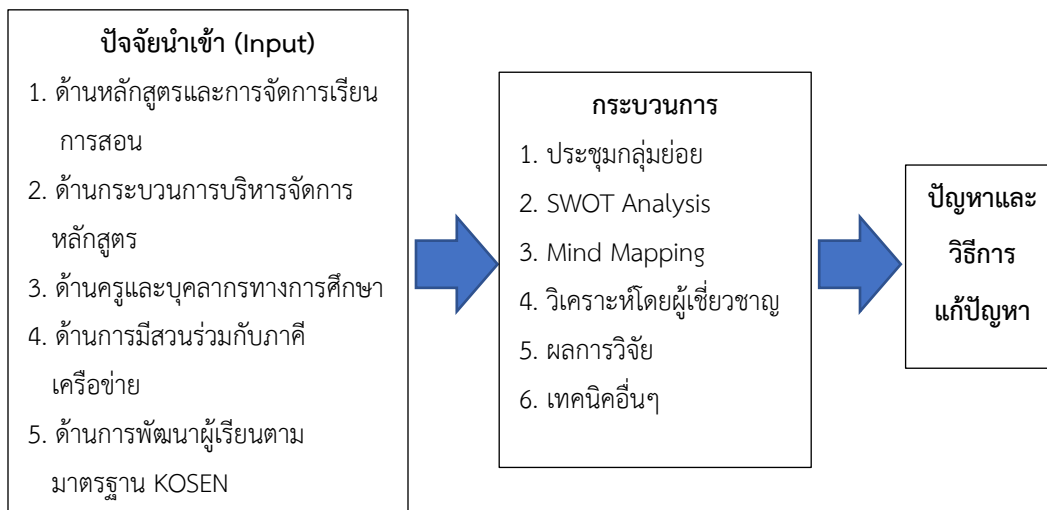 ปัจจัยนำเข้า (Input)
1. ด้านหลักสูตรและการจัดการเรียน
การสอน
2. ด้านกระบวนการบริหารจัดการ
หลักสูตร
3. ด้านครูและบุคลากรทางการศึกษา
4. ด้านการมีสวนร่วมกับภาคี
เครือข่าย
5. ด้านการพัฒนาผู้เรียนตาม
มาตรฐาน KOSEN
กระบวนการ
1. ประชุมกลุ่มย่อย
2. SWOT Analysis
3. Mind Mapping
4. วิเคราะห์โดยผู้เชี่ยวชาญ
5. ผลการวิจัย
6. เทคนิคอื่นๆ
ปัญหาและ
วิธีการ
แก้ปัญหา